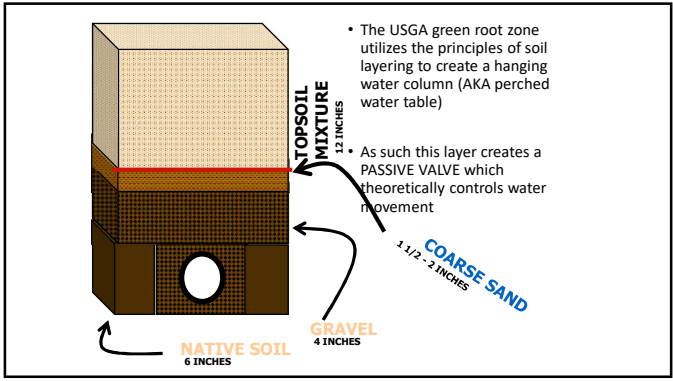 • The USGA green root zone
utilizes the principles of soil
layering to create a hanging
water column (AKA perched
water table)
• As such this layer creates a
PASSIVE VALVE which
theoretically controls water
movement
TOPSOIL
MIXTURE
12 INCHES
COARSE SAND
1 1/2 - 2 INCHES
GRAVEL
4 INCHES
NATIVE SOIL
6 INCHES